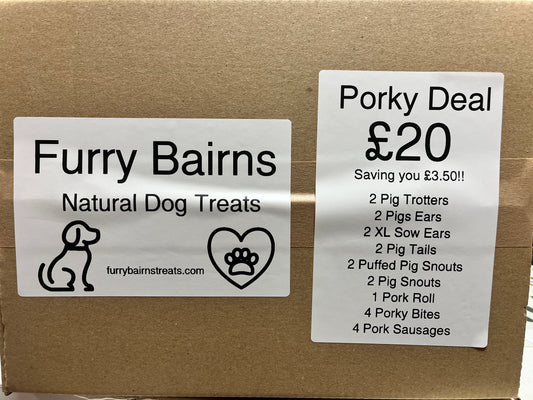 Furry Bairns
Natural Dog Treats
furrybairnstreats.com
Porky Deal
£20
Saving you £3.50!!
2 Pig Trotters
2 Pigs Ears
2 XL Sow Ears
2 Pig Tails
2 Puffed Pig Snouts
2 Pig Snouts
1 Pork Roll
4 Porky Bites
4 Pork Sausages